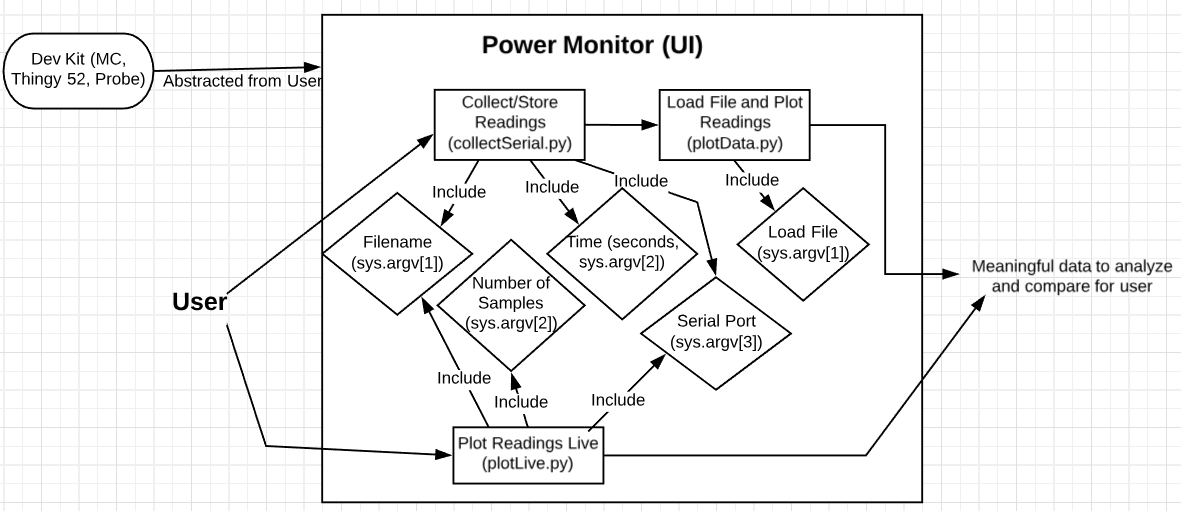 Power Monitor (UI)
Dev Kit (MC,
Thingy 52, Probe)
Abstracted from User
Collect/Store
Readings
(collectSerial.py)
Load File and Plot
Readings
(plotData.py)
Include
Include
Include
Include
Filename
(sys.argv[1])
Time (seconds,
sys.argv[2])
Load File
(sys.argv[1])
Number of
Samples
(sys.argv[2])
Serial Port
(sys.argv[3])
User
Meaningful data to analyze
and compare for user
Include
Include
Include
Plot Readings Live
(plotLive.py)